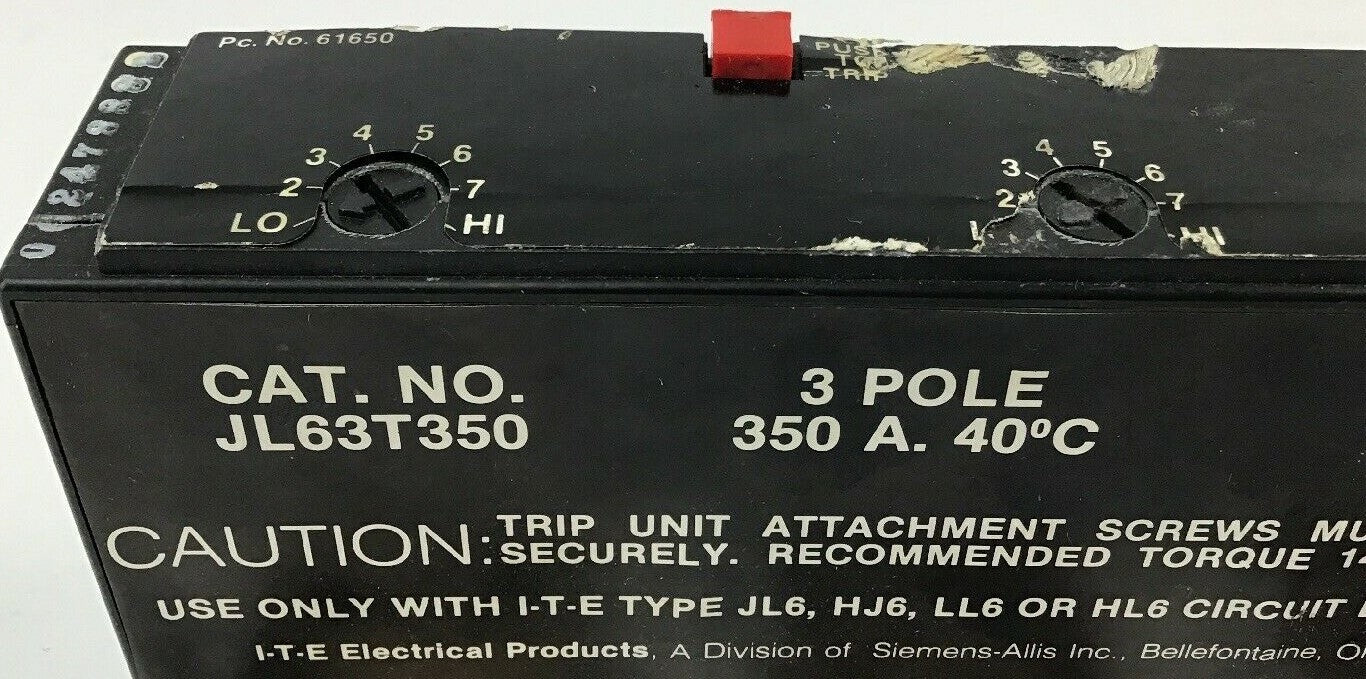 Pc. No. 61650
PUSH
TO
TRIP
2 3 4 5 6 7
LO HI
2 3 4 5 6 7
HI
CAT. NO.
JL63T350
3 POLE
350 A. 40ºC
CAUTION: TRIP UNIT ATTACHMENT SCREWS
SECURELY. RECOMMENDED TORQUE
USE ONLY WITH I-T-E TYPE JL6, HJ6, LL6 OR HL6 CIRCUIT
I-T-E Electrical Products, A Division of Siemens-Allis Inc., Bellefontaine,